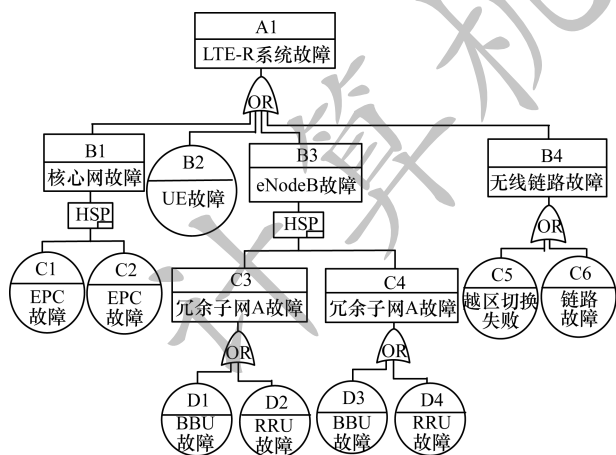 A1
LTE-R系统故障
OR
B1
核心网故障
B2
UE故障
B3
eNodeB故障
B4
无线链路故障
HSP
HSP
OR
C1
EPC
故障
C2
EPC
故障
C3
冗余子网A故障
C4
冗余子网A故障
C5
越区切换
失败
C6
链路
故障
OR
OR
D1
BBU
故障
D2
RRU
故障
D3
BBU
故障
D4
RRU
故障
计算机